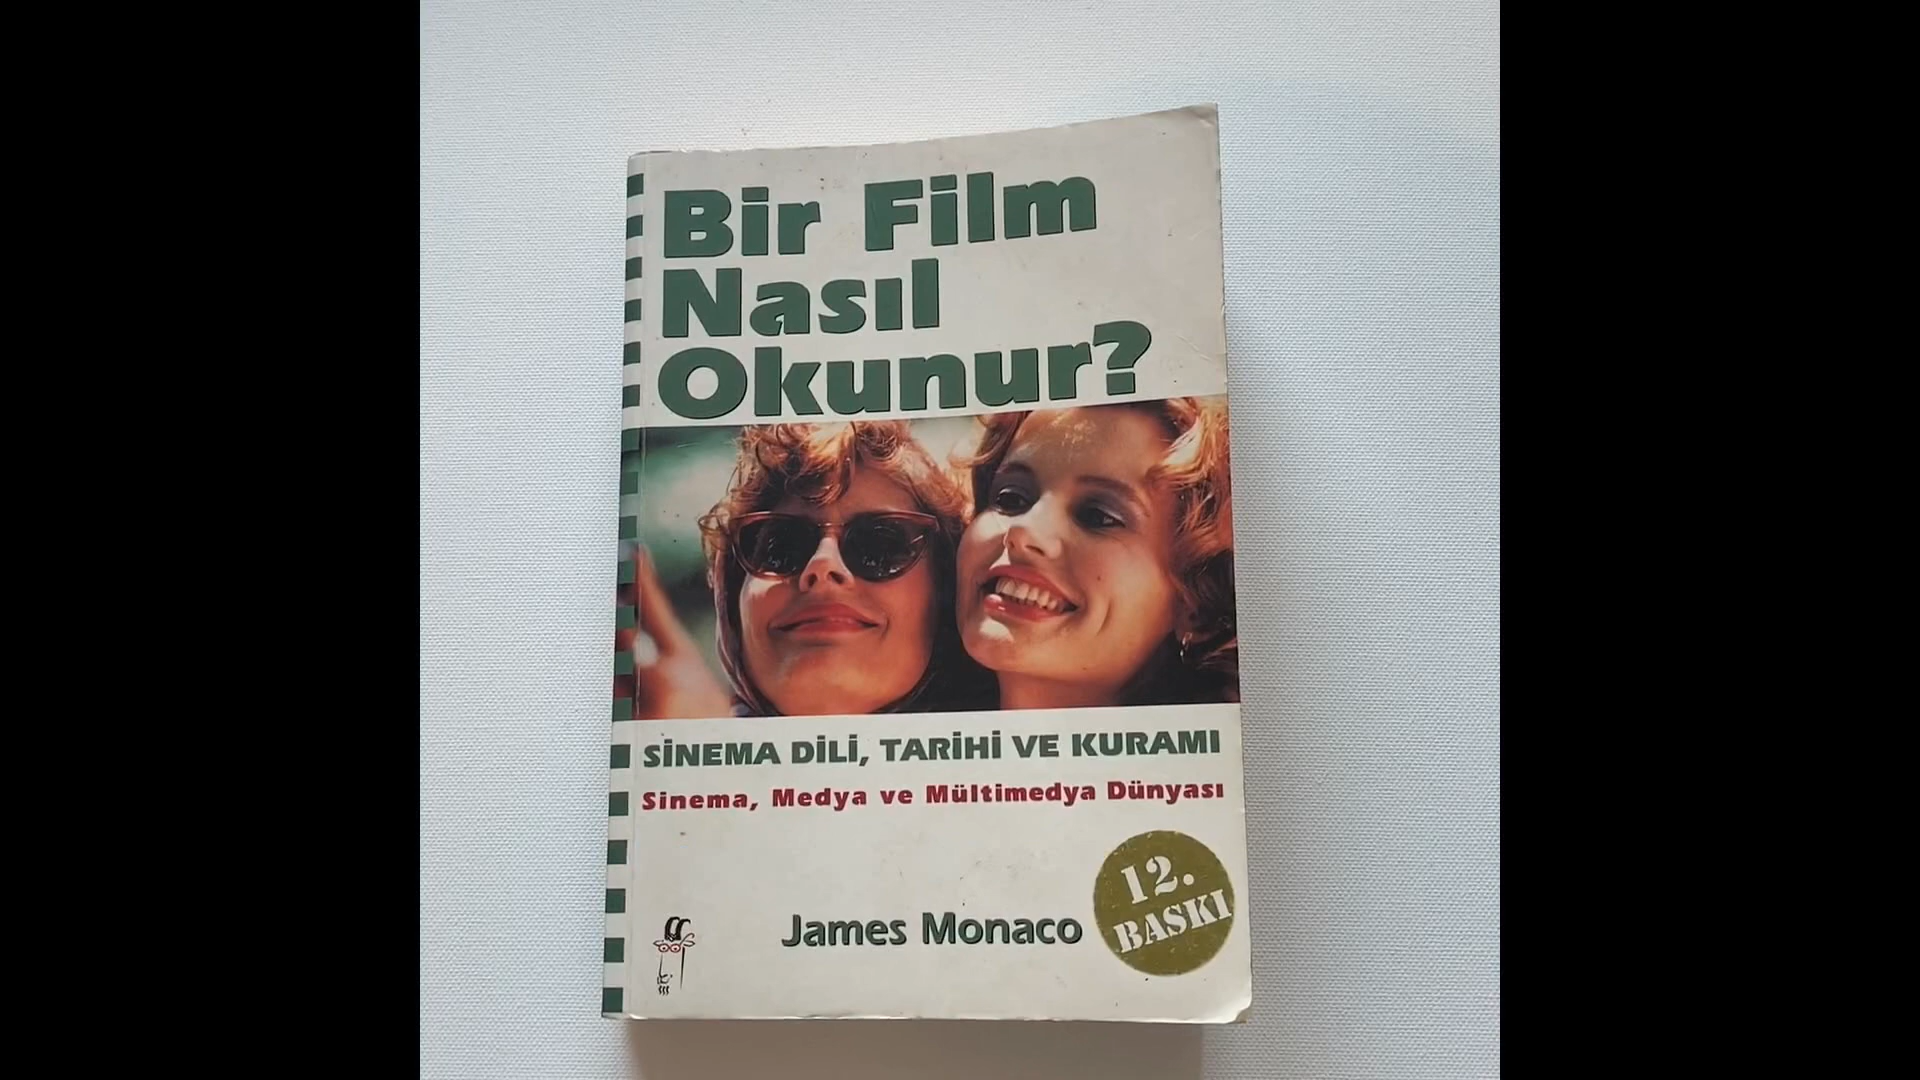 Bir Film
Nasıl
Okunur?
SİNEMA DİLİ, TARİHİ VE KURAMI
Sinema, Medya ve Mültimedya Dünyası
12.
BASKI
James Monaco